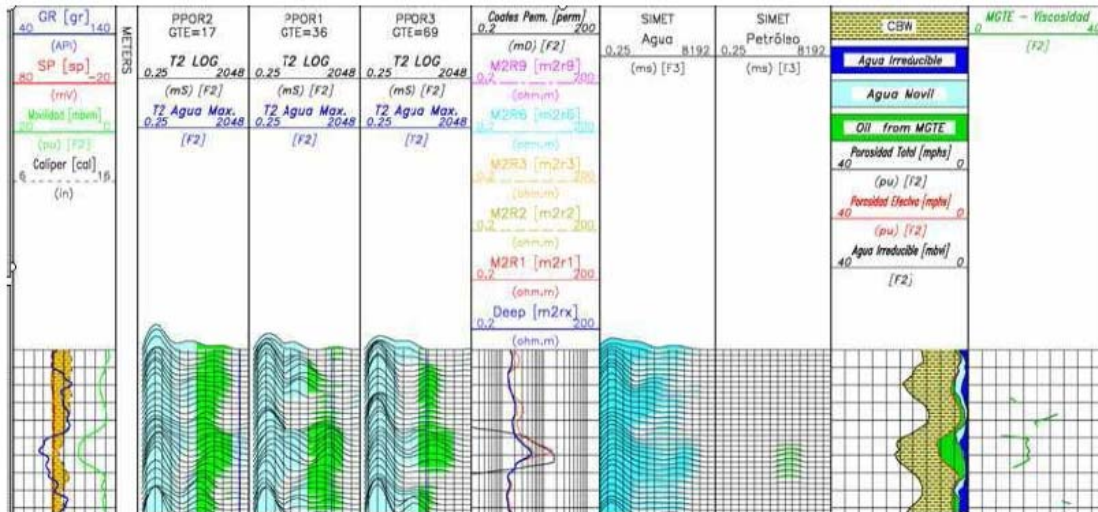 GR [gr]
40 140
(API)
SP [sp]
80 -20
(mV)
Movilidad [mbvm]
20 0
(pu) [F2]
Caliper [cal]
6 16
(in)
METERS
PPOR2
GTE=17
T2 LOG
0.25 2048
(mS) [F2]
T2 Agua Max.
0.25 2048
[F2]
PPOR1
GTE=36
T2 LOG
0.25 2048
(mS) [F2]
T2 Agua Max.
0.25 2048
[F2]
PPOR3
GTE=69
T2 LOG
0.25 2048
(mS) [F2]
T2 Agua Max.
0.25 2048
[F2]
Coates Perm. [perm]
0.2 200
(mD) [F2]
M2R9 [m2r9]
0.2 200
(ohm.m)
M2R6 [m2r6]
0.2 200
(ohm.m)
M2R3 [m2r3]
0.2 200
(ohm.m)
M2R2 [m2r2]
0.2 200
(ohm.m)
M2R1 [m2r1]
0.2 200
(ohm.m)
Deep [m2rx]
0.2 200
(ohm.m)
SIMET
Agua
0.25 8192
(ms) [F3]
SIMET
Petróleo
0.25 8192
(ms) [F3]
CBW
Agua Irreducible
Agua Movil
Oil from MGTE
Porosidad Total [mphs]
40 0
(pu) [F2]
Porosidad Efectiva [mphe]
40 0
(pu) [F2]
Agua Irreducible [mbvi]
40 0
[F2]
MGTE - Viscosidad
0 40
[F2]